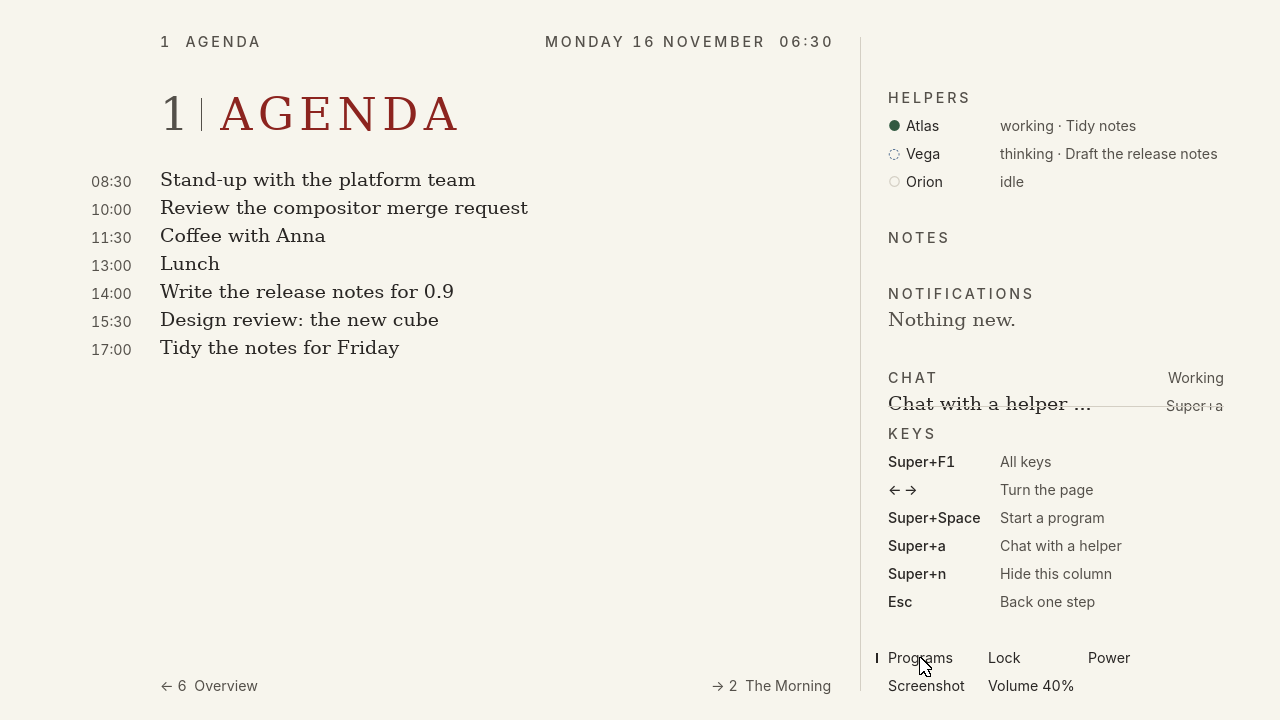 1 AGENDA
MONDAY 16 NOVEMBER 06:30
1 AGENDA
08:30 Stand-up with the platform team
10:00 Review the compositor merge request
11:30 Coffee with Anna
13:00 Lunch
14:00 Write the release notes for 0.9
15:30 Design review: the new cube
17:00 Tidy the notes for Friday
← 6 Overview
→ 2 The Morning
HELPERS
Atlas working · Tidy notes
Vega thinking · Draft the release notes
Orion idle
NOTES
NOTIFICATIONS
Nothing new.
CHAT Working
Chat with a helper ... Super+a
KEYS
Super+F1 All keys
← → Turn the page
Super+Space Start a program
Super+a Chat with a helper
Super+n Hide this column
Esc Back one step
Programs Lock Power
Screenshot Volume 40%